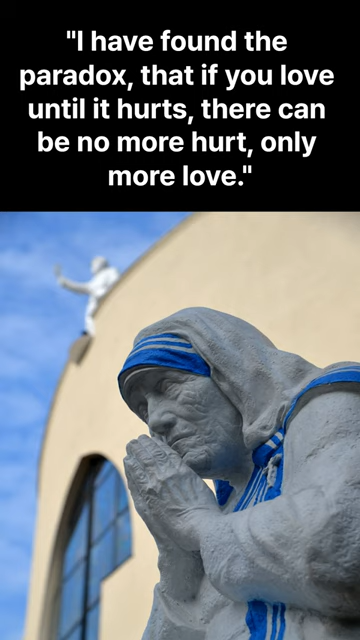 "I have found the
paradox, that if you love
until it hurts, there can
be no more hurt, only
more love."